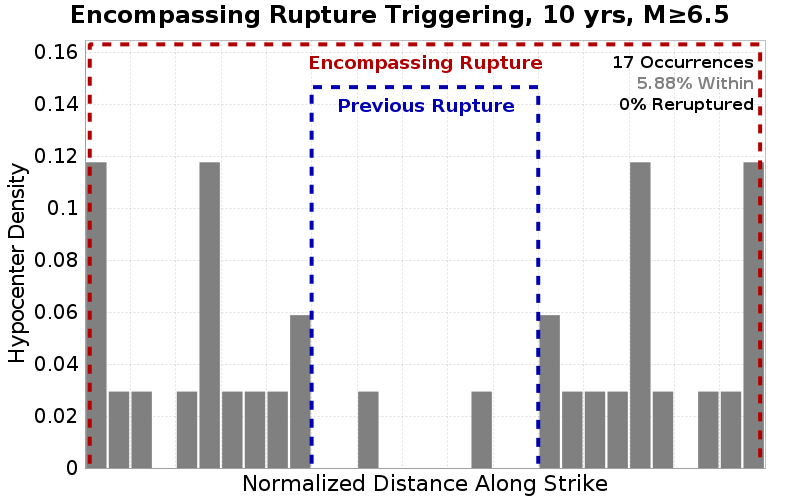 Encompassing Rupture Triggering, 10 yrs, M≥6.5
0.16
0.14
0.12
0.1
0.08
0.06
0.04
0.02
0
Hypocenter Density
Encompassing Rupture
Previous Rupture
17 Occurrences
5.88% Within
0% Reruptured
Normalized Distance Along Strike